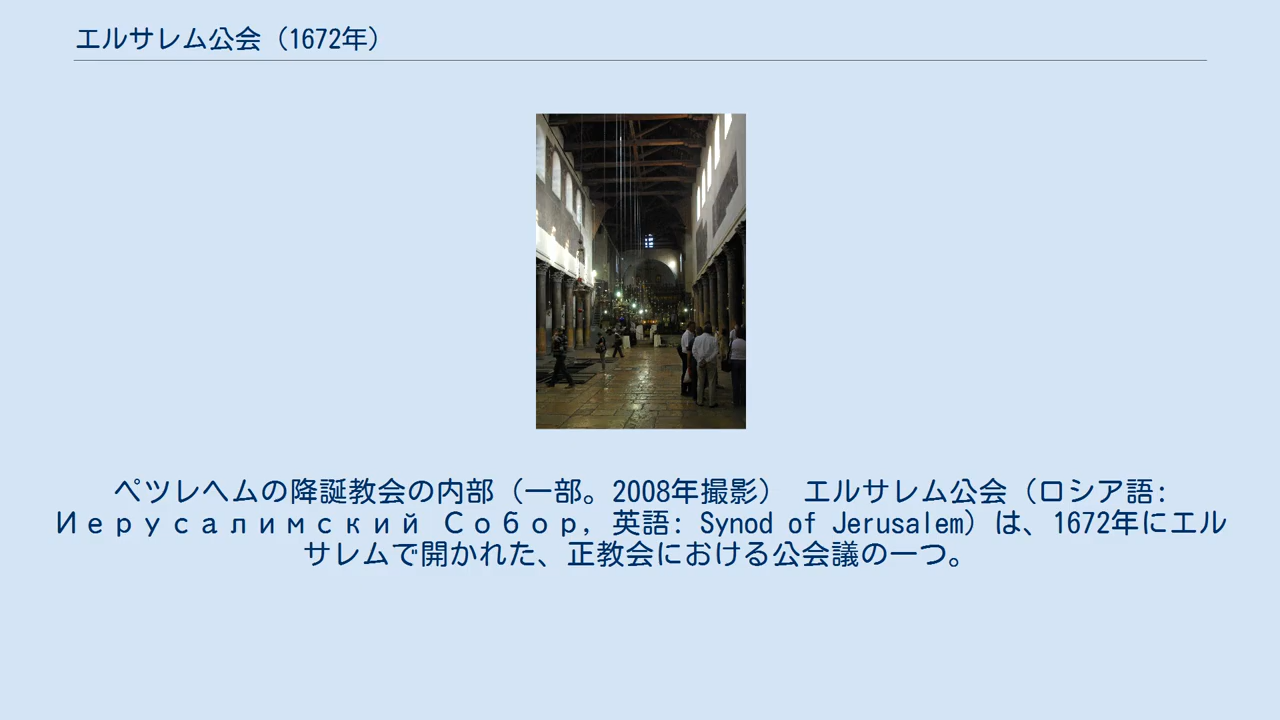 エルサレム公会（1672年）
ベツレヘムの降誕教会の内部（一部。2008年撮影） エルサレム公会（ロシア語:
Иерусалимский Собор, 英語: Synod of Jerusalem）は、1672年にエル
サレムで開かれた、正教会における公会議の一つ。